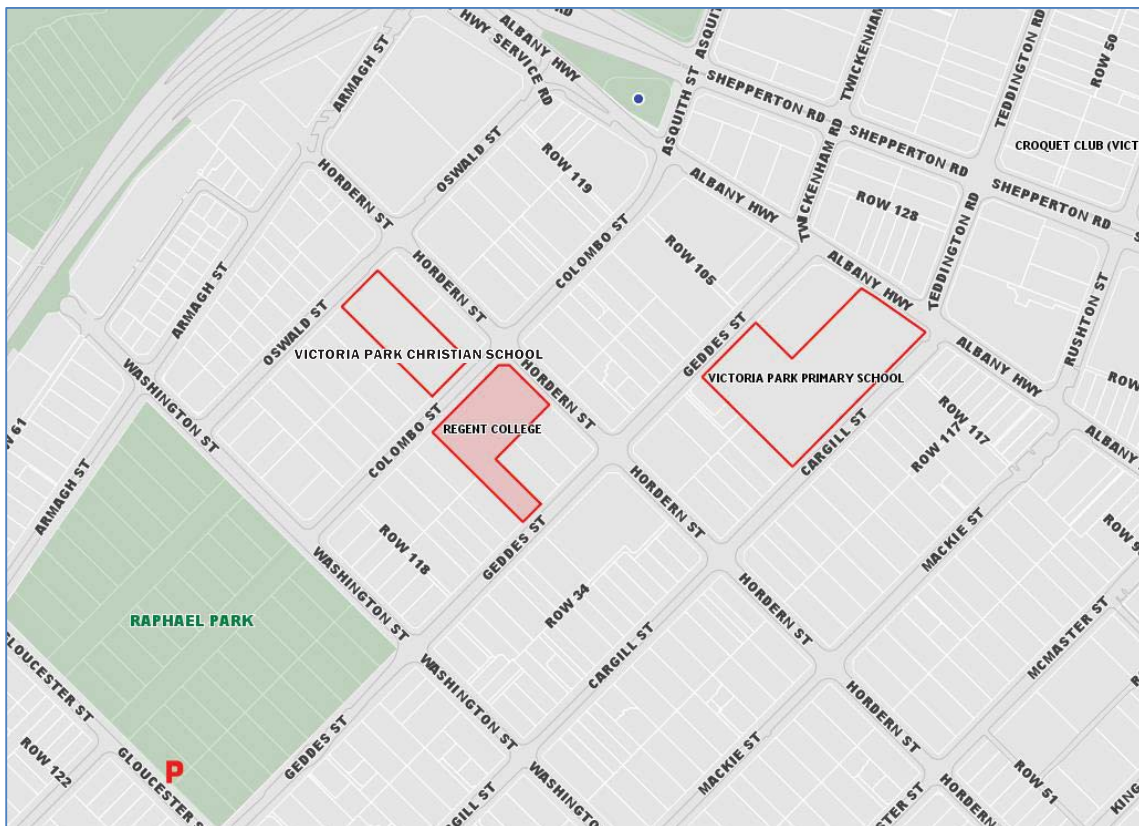 ARMAGH ST
HWY SERVICE RD
ALBANY HWY
RD
ASQUITH ST
ASQUITH ST
TWICKENHAM RD
TWICKENHAM RD
TEDDINGTON RD
TEDDINGTON RD
ROW 50
SHEPPERTON RD
SHEPPERTON RD
SHEPPERTON RD
CROQUET CLUB (VICT
HORDERN ST
OSWALD ST
ROW 119
ALBANY HWY
ROW 128
COLOMBO ST
ROW 105
ARMAGH ST
HORDERN ST
ALBANY HWY
RUSHTON ST
OSWALD ST
GEDDES ST
VICTORIA PARK CHRISTIAN SCHOOL
HORDERN ST
VICTORIA PARK PRIMARY SCHOOL
ALBANY HWY
ROW
WASHINGTON ST
COLOMBO ST
REGENT COLLEGE
CARGILL ST
ROW 117
ROW 117
ALBANY
W 61
ARMAGH ST
HORDERN ST
ROW 118
GEDDES ST
MACKIE ST
ROW 34
WASHINGTON ST
HORDERN ST
RAPHAEL PARK
CARGILL ST
MCMASTER ST
GLOUCESTER ST
WASHINGTON ST
HORDERN ST
GEDDES ST
MACKIE ST
ROW 122
P
GLOUCESTER S
CARGILL ST
WASHINGTO
STER ST
HORDERN
ROW 51
KING